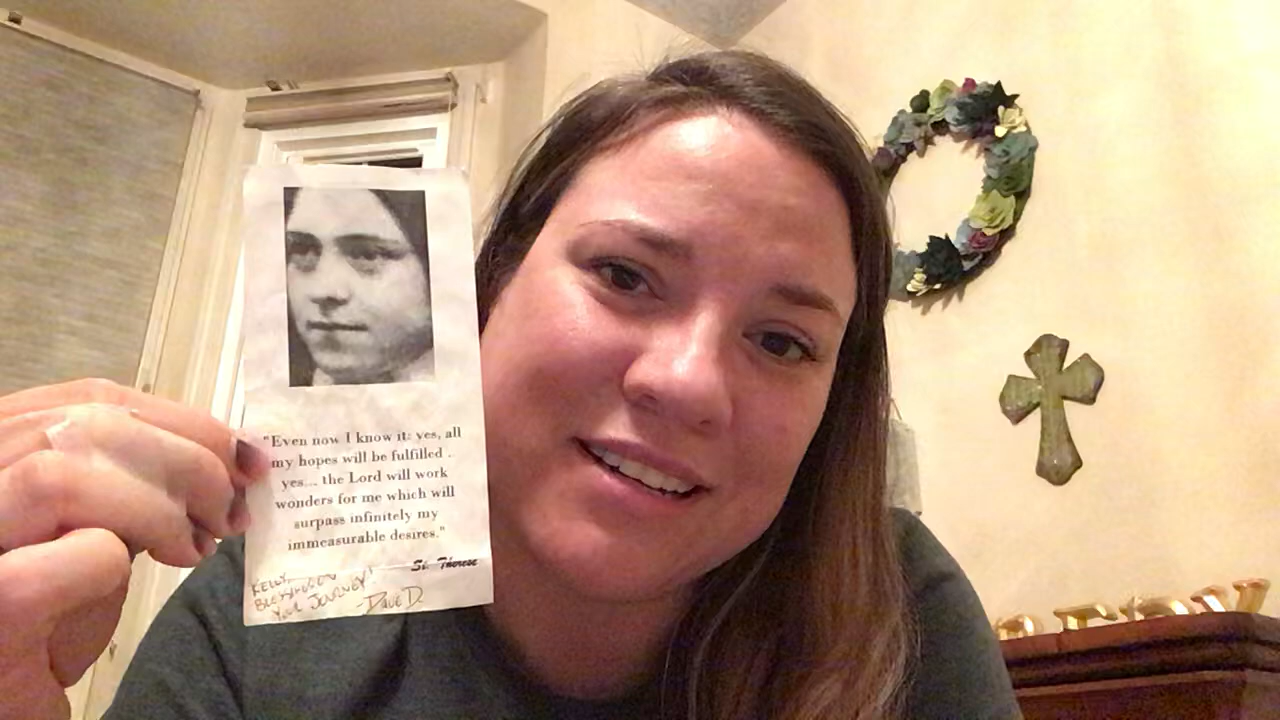 "Even now I know it: yes, all
my hopes will be fulfilled ..
yes... the Lord will work
wonders for me which will
surpass infinitely my
immeasurable desires."
St. Therese
KELLY,
BLESSINGS ON
YOUR JOURNEY!
-DAVE D.